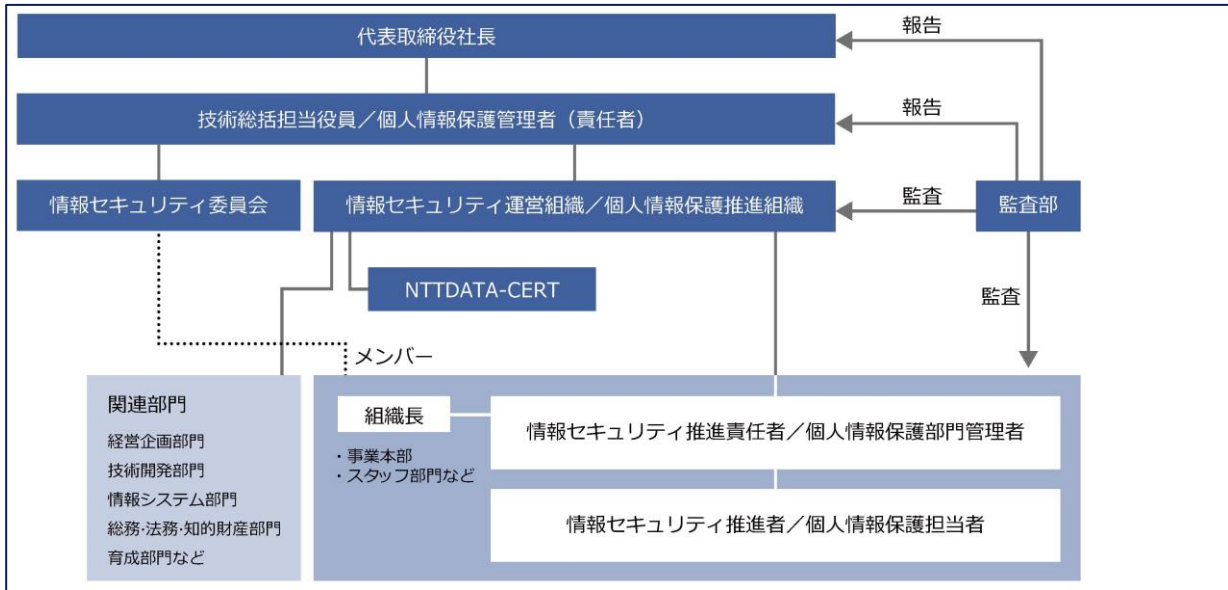 代表取締役社長
報告
技術総括担当役員／個人情報保護管理者（責任者）
報告
情報セキュリティ委員会
情報セキュリティ運営組織／個人情報保護推進組織
監査
監査部
NTTDATA-CERT
監査
メンバー
関連部門
経営企画部門
技術開発部門
情報システム部門
総務・法務・知的財産部門
育成部門など
組織長
・事業本部
・スタッフ部門など
情報セキュリティ推進責任者／個人情報保護部門管理者
情報セキュリティ推進者／個人情報保護担当者